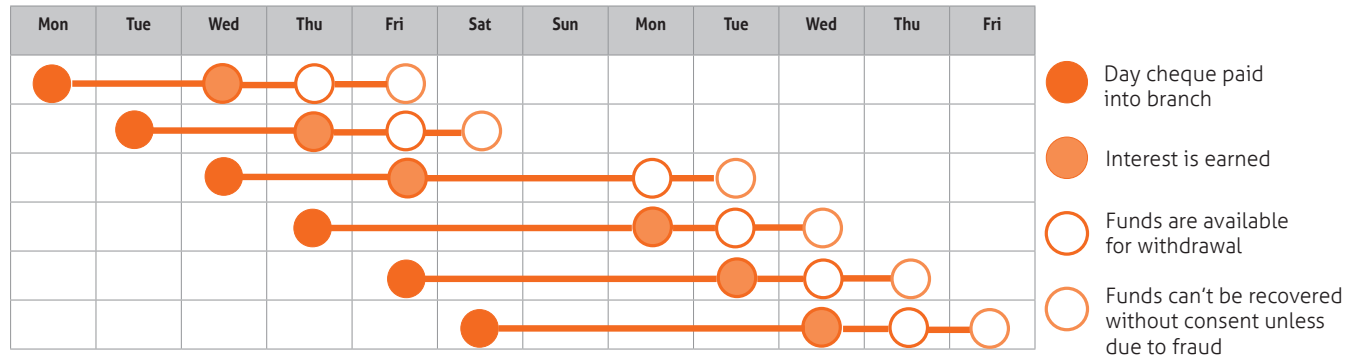 Mon Tue Wed Thu Fri Sat Sun Mon Tue Wed Thu Fri
Day cheque paid
into branch
Interest is earned
Funds are available
for withdrawal
Funds can't be recovered
without consent unless
due to fraud